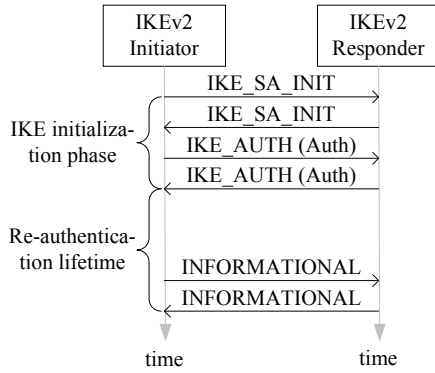 IKEv2
Initiator
IKEv2
Responder
IKE_SA_INIT
IKE_SA_INIT
IKE initializa-
tion phase
IKE_AUTH (Auth)
IKE_AUTH (Auth)
Re-authentica-
tion lifetime
INFORMATIONAL
INFORMATIONAL
time
time